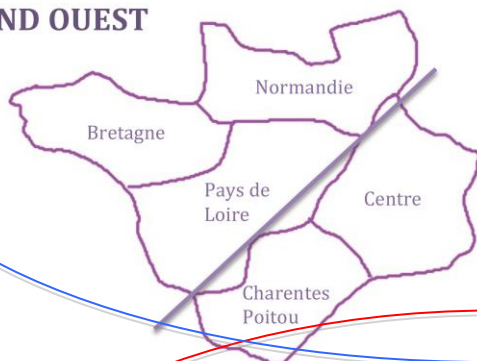 ND OUEST
Normandie
Bretagne
Pays de
Loire
Centre
Charentes
Poitou